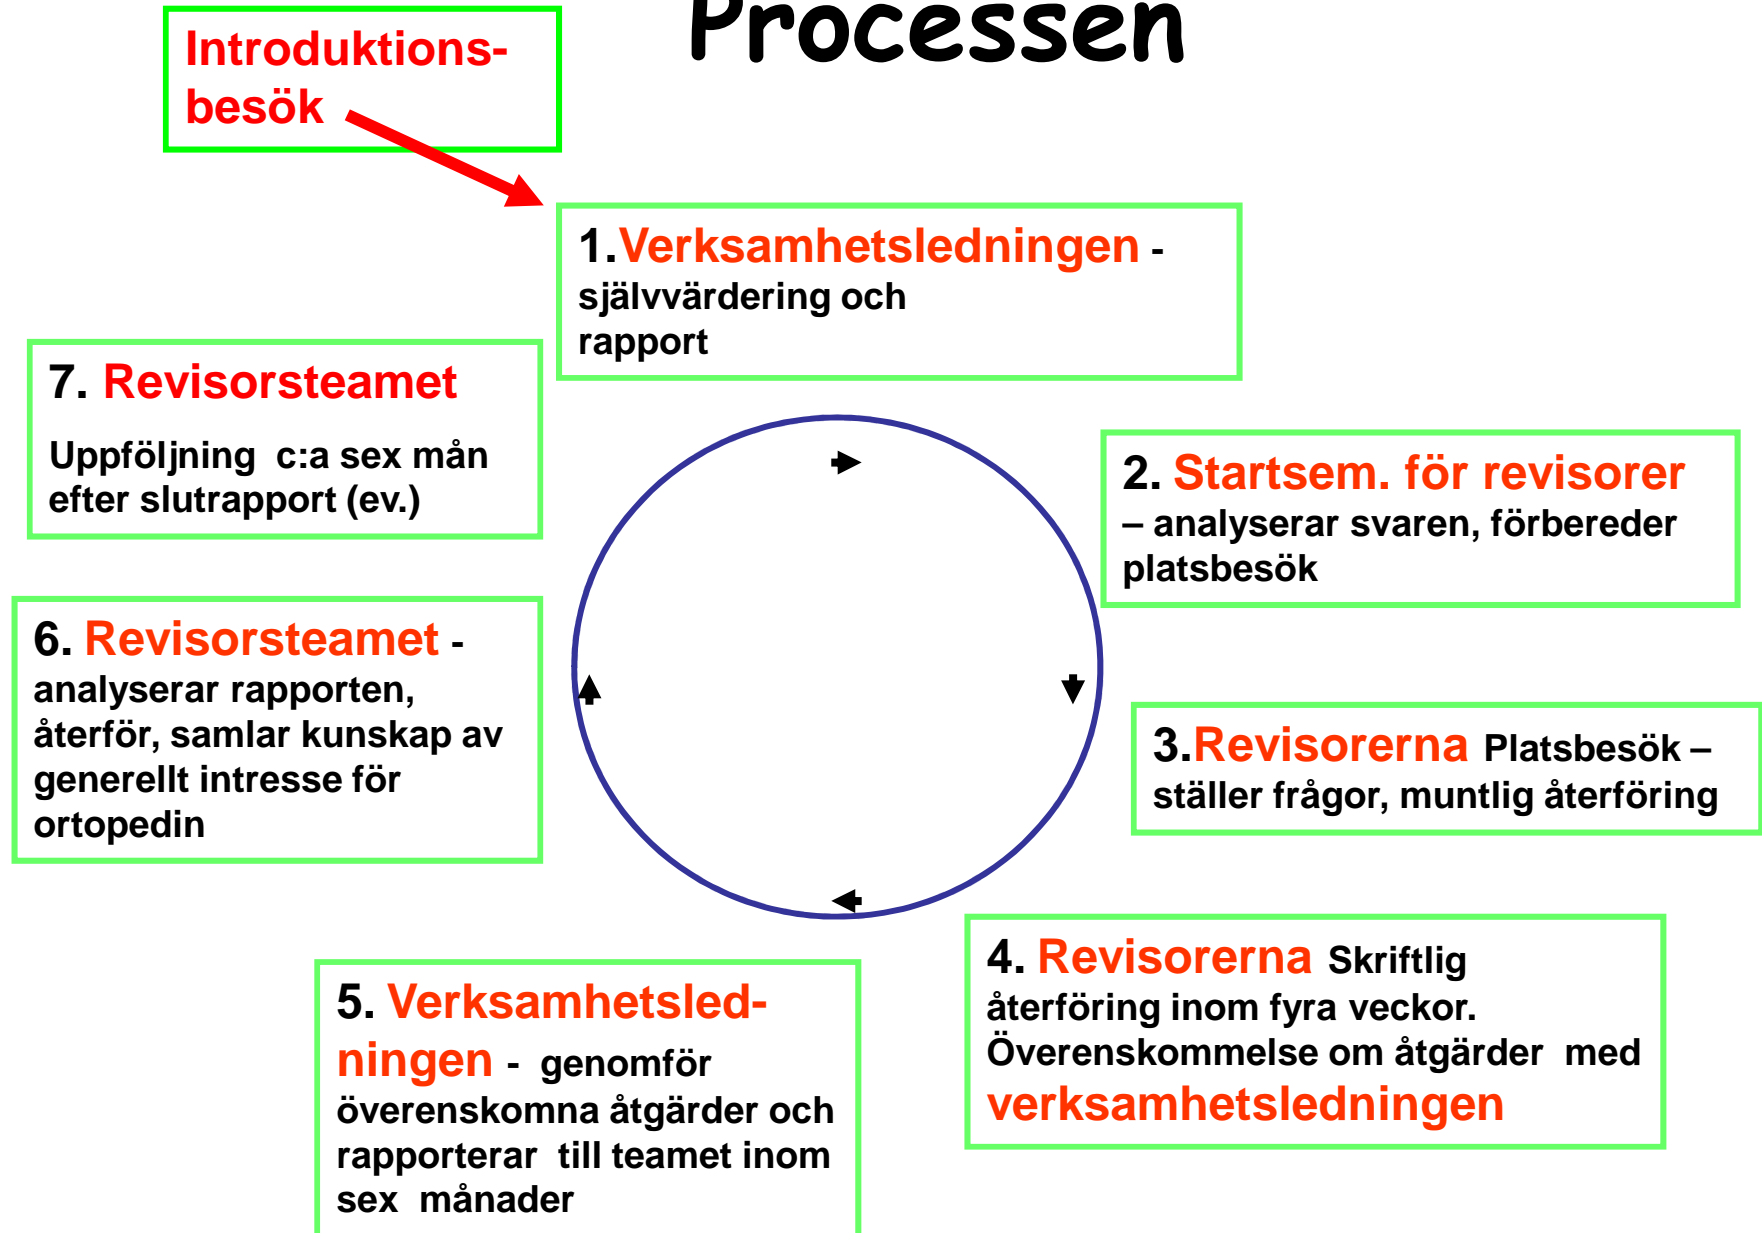 Processen
Introduktions-
besök
1.Verksamhetsledningen -
självvärdering och
rapport
2. Startsem. för revisorer
– analyserar svaren, förbereder
platsbesök
3.Revisorerna Platsbesök –
ställer frågor, muntlig återföring
4. Revisorerna Skriftlig
återföring inom fyra veckor.
Överenskommelse om åtgärder med
verksamhetsledningen
5. Verksamhetsled-
ningen - genomför
överenskomna åtgärder och
rapporterar till teamet inom
sex månader
6. Revisorsteamet -
analyserar rapporten,
återför, samlar kunskap av
generellt intresse för
ortopedin
7. Revisorsteamet
Uppföljning c:a sex mån
efter slutrapport (ev.)